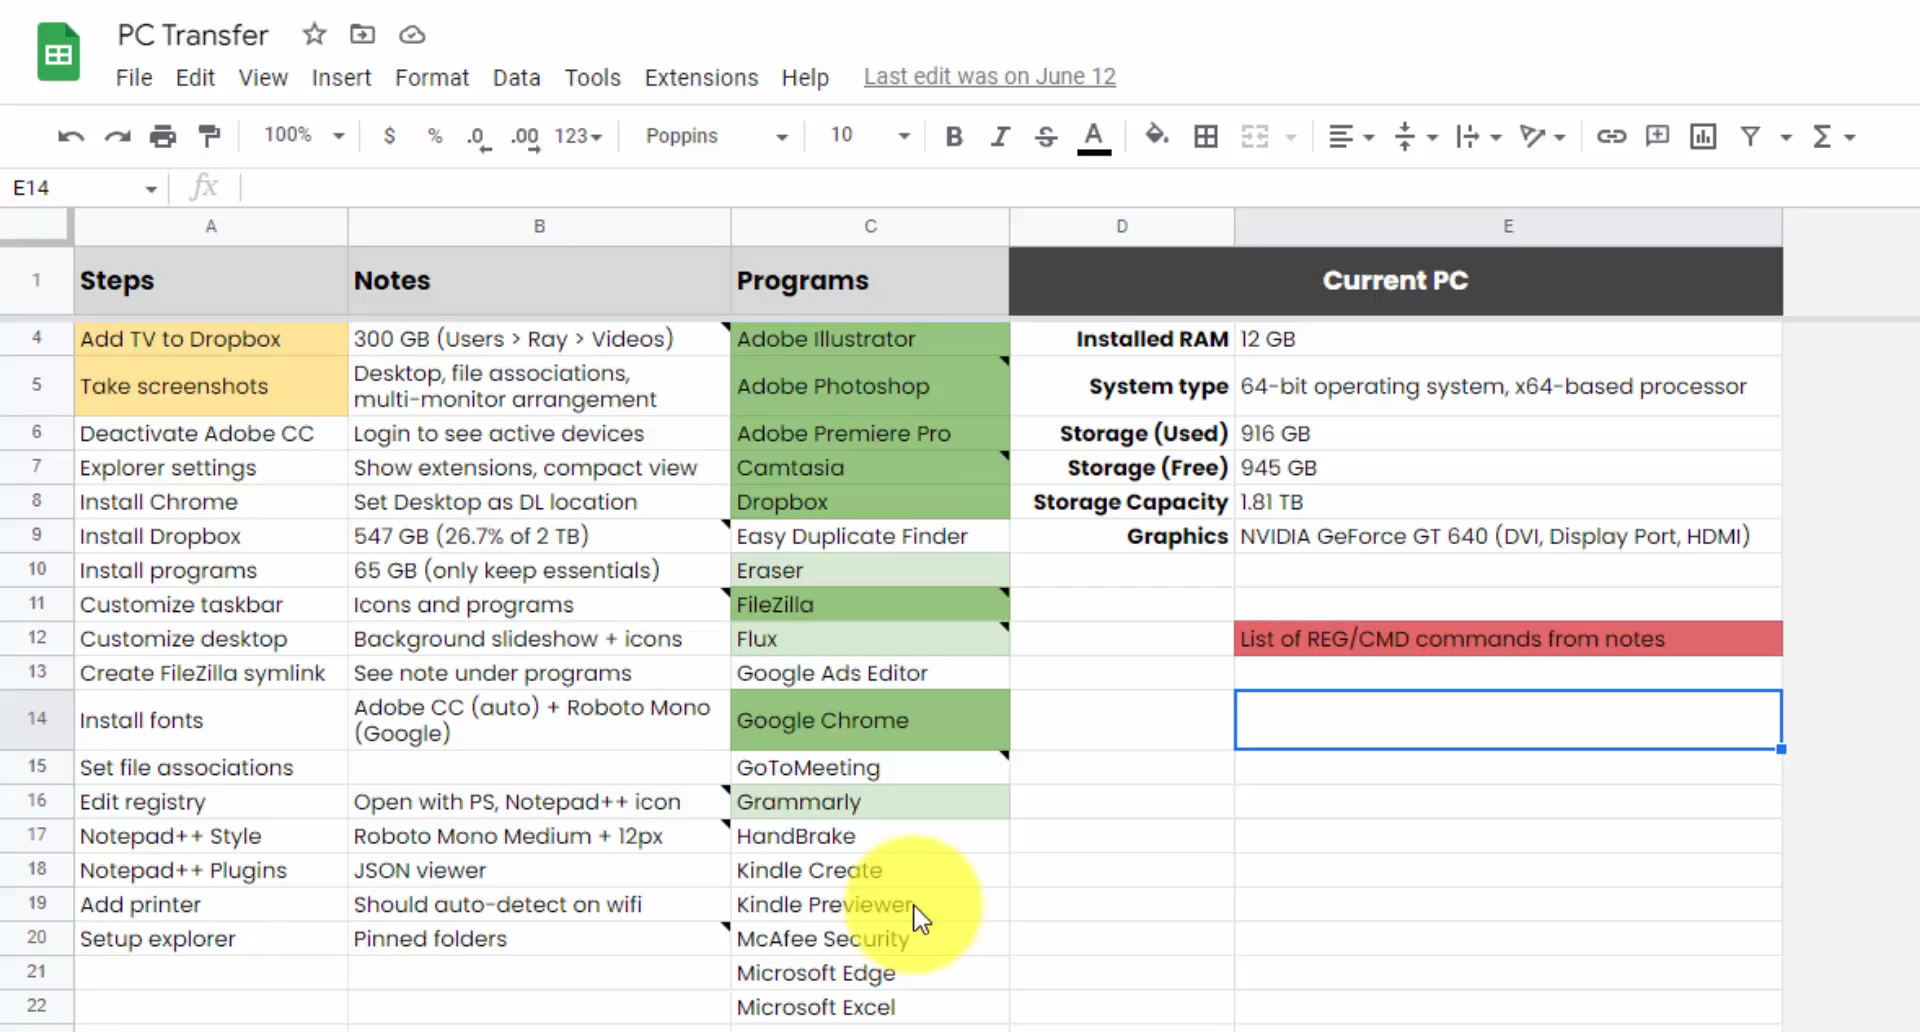 PC Transfer
File Edit View Insert Format Data Tools Extensions Help Last edit was on June 12
100% $ % .0 .00 123 Poppins 10 B I S A Σ
E14 fx
A B C D E
1 Steps Notes Programs Current PC
4 Add TV to Dropbox 300 GB (Users > Ray > Videos) Adobe Illustrator Installed RAM 12 GB
5 Take screenshots Desktop, file associations, Adobe Photoshop System type 64-bit operating system, x64-based processor
multi-monitor arrangement
6 Deactivate Adobe CC Login to see active devices Adobe Premiere Pro Storage (Used) 916 GB
7 Explorer settings Show extensions, compact view Camtasia Storage (Free) 945 GB
8 Install Chrome Set Desktop as DL location Dropbox Storage Capacity 1.81 TB
9 Install Dropbox 547 GB (26.7% of 2 TB) Easy Duplicate Finder Graphics NVIDIA GeForce GT 640 (DVI, Display Port, HDMI)
10 Install programs 65 GB (only keep essentials) Eraser
11 Customize taskbar Icons and programs FileZilla
12 Customize desktop Background slideshow + icons Flux List of REG/CMD commands from notes
13 Create FileZilla symlink See note under programs Google Ads Editor
14 Install fonts Adobe CC (auto) + Roboto Mono Google Chrome
(Google)
15 Set file associations GoToMeeting
16 Edit registry Open with PS, Notepad++ icon Grammarly
17 Notepad++ Style Roboto Mono Medium + 12px HandBrake
18 Notepad++ Plugins JSON viewer Kindle Create
19 Add printer Should auto-detect on wifi Kindle Previewer
20 Setup explorer Pinned folders McAfee Security
21 Microsoft Edge
22 Microsoft Excel